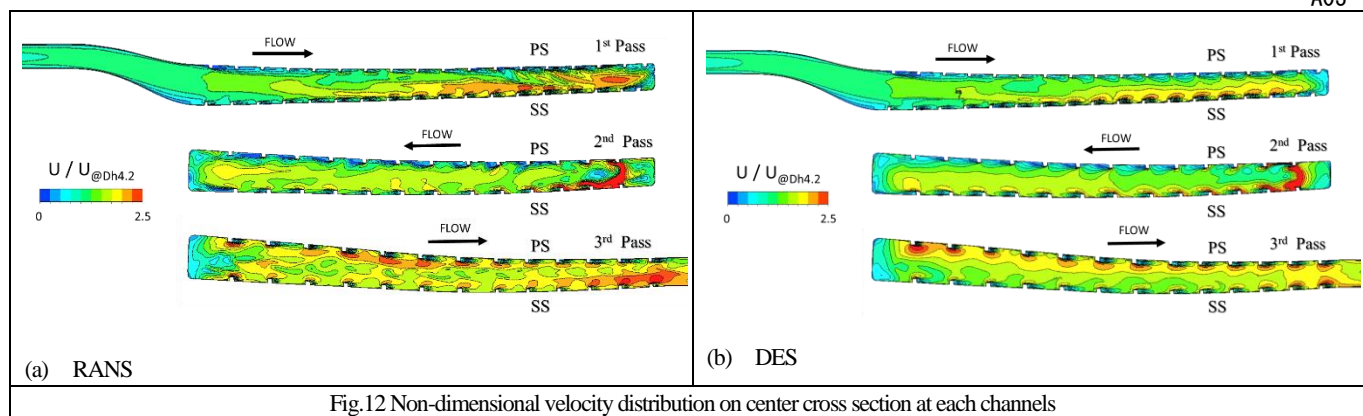 FLOW
PS
1st Pass
SS
FLOW
PS
2nd Pass
SS
U / U@Dh4.2
0 2.5
FLOW
PS
3rd Pass
SS
(a) RANS
FLOW
PS
1st Pass
SS
FLOW
PS
2nd Pass
SS
U / U@Dh4.2
0 2.5
FLOW
PS
3rd Pass
SS
(b) DES
Fig.12 Non-dimensional velocity distribution on center cross section at each channels